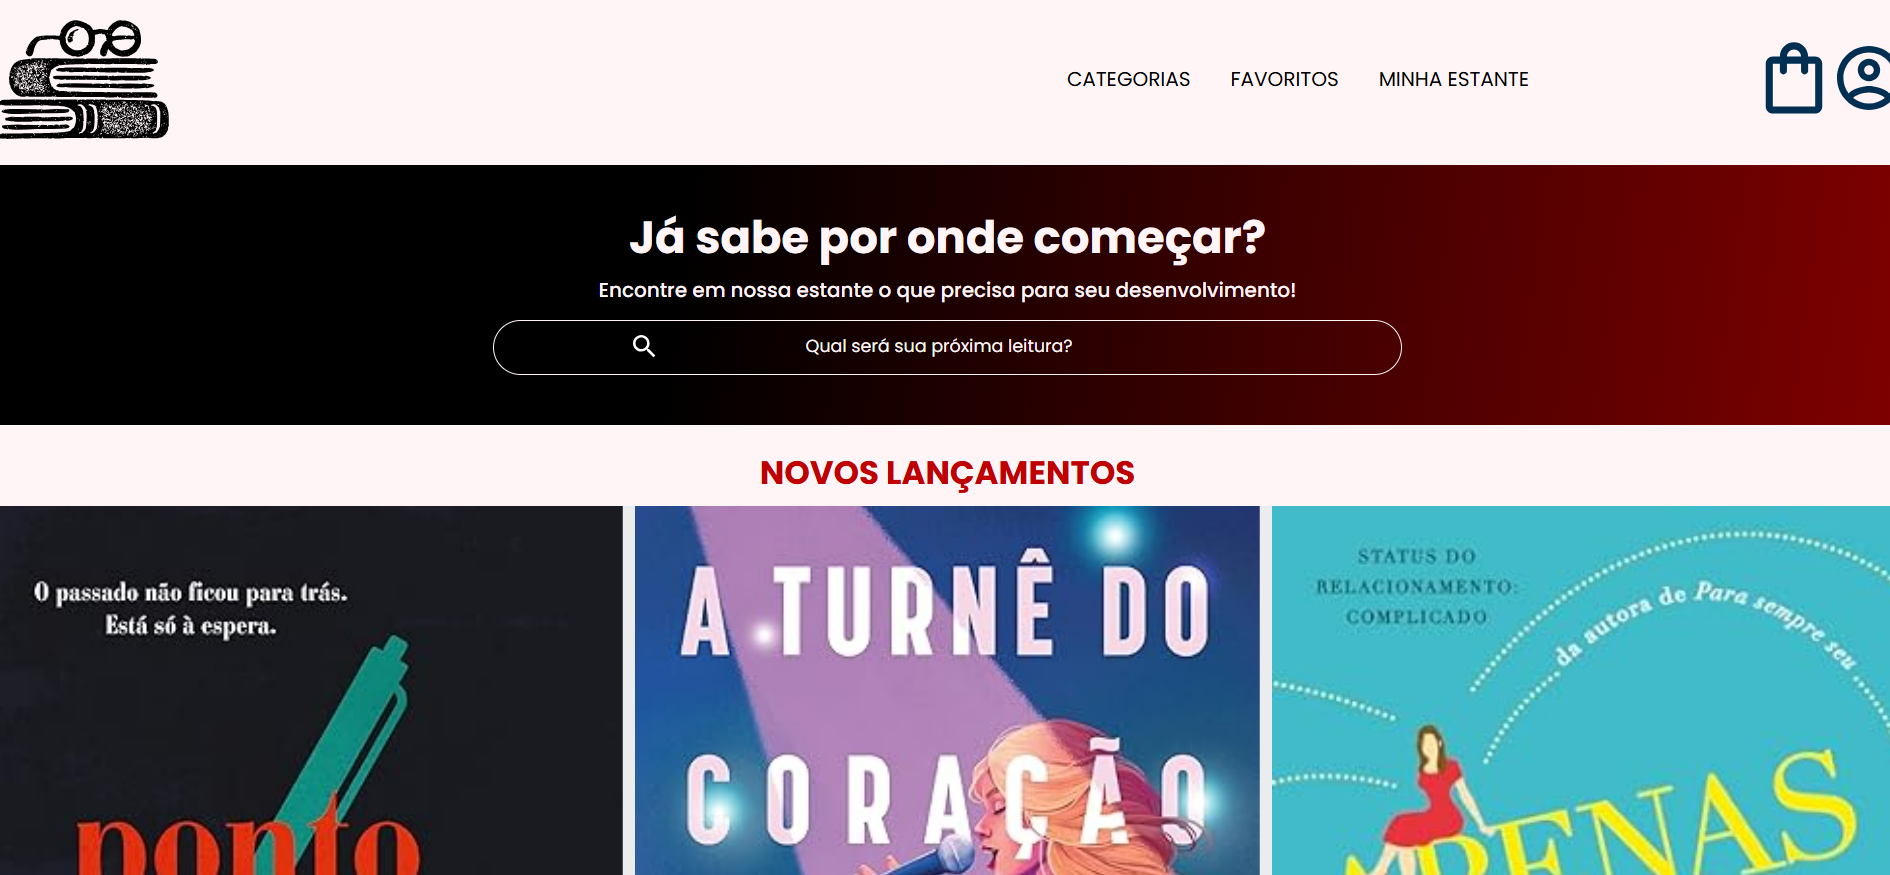 CATEGORIAS FAVORITOS MINHA ESTANTE
Já sabe por onde começar?
Encontre em nossa estante o que precisa para seu desenvolvimento!
Qual será sua próxima leitura?
NOVOS LANÇAMENTOS
O passado não ficou para trás.
Está só à espera.
ponto
A TURNÊ DO
CORAÇÃO
STATUS DO
RELACIONAMENTO:
COMPLICADO
da autora de Para sempre seu
APENAS